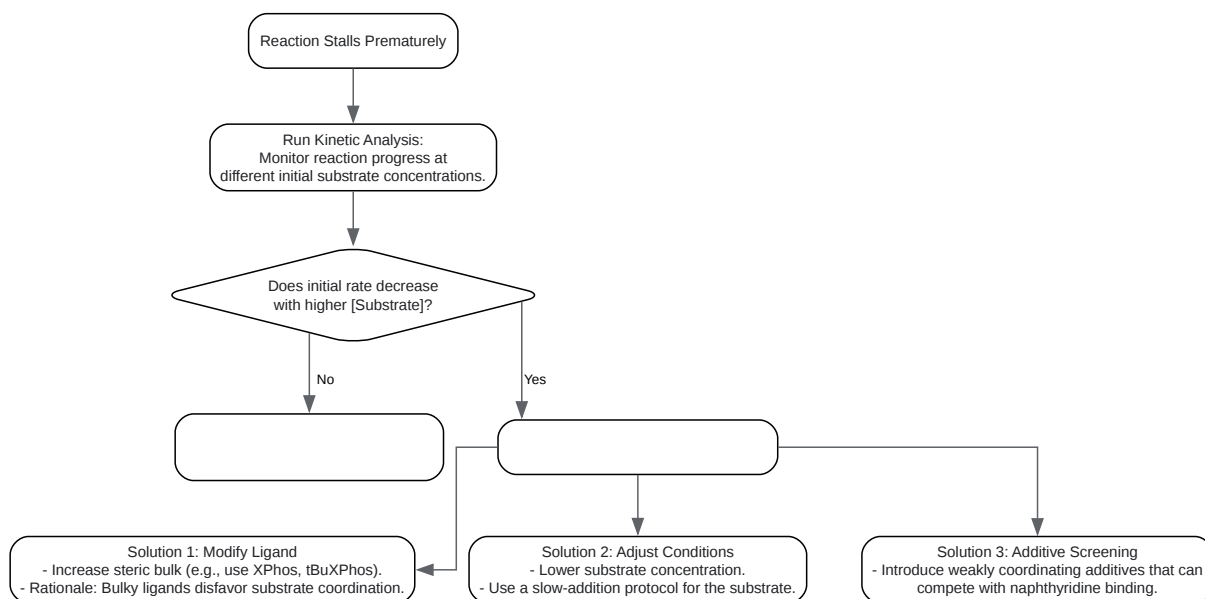 Reaction Stalls Prematurely
Run Kinetic Analysis:
Monitor reaction progress at
different initial substrate concentrations.
Does initial rate decrease
with higher [Substrate]?
No
Yes
Solution 1: Modify Ligand
- Increase steric bulk (e.g., use XPhos, tBuXPhos).
- Rationale: Bulky ligands disfavor substrate coordination.
Solution 2: Adjust Conditions
- Lower substrate concentration.
- Use a slow-addition protocol for the substrate.
Solution 3: Additive Screening
- Introduce weakly coordinating additives that can
compete with naphthyridine binding.